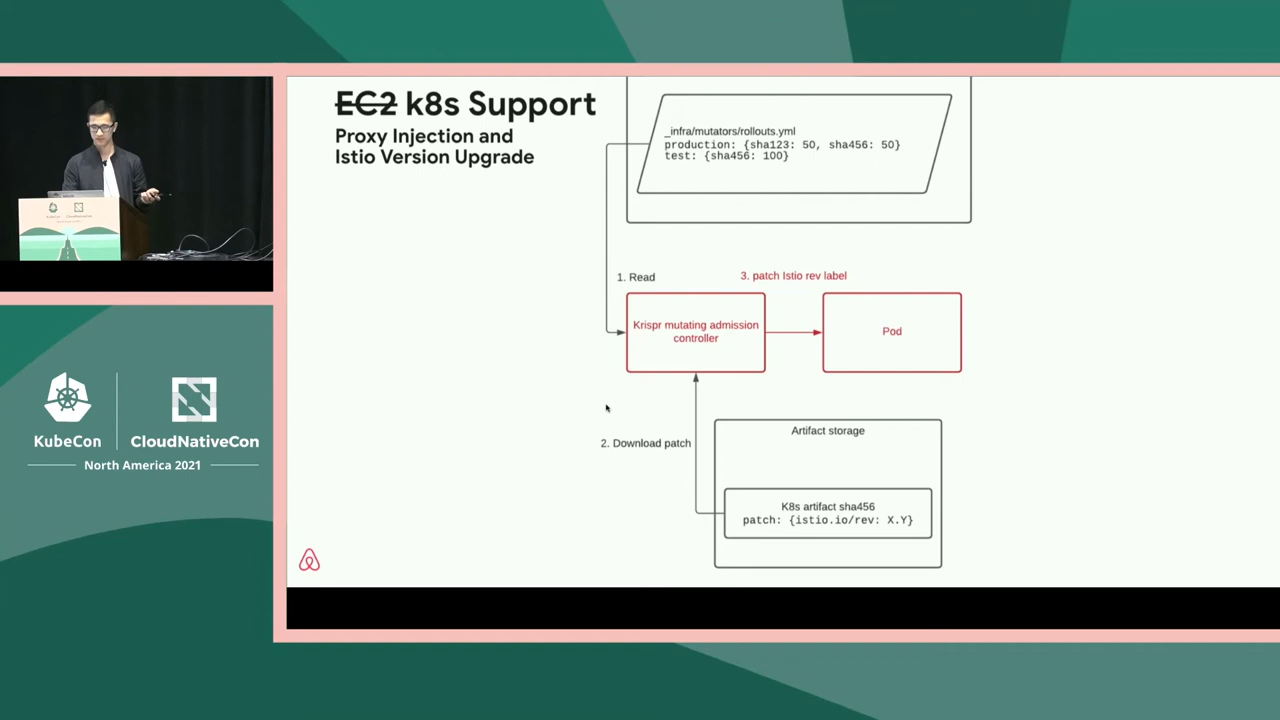 EC2 k8s Support
Proxy Injection and
Istio Version Upgrade
_infra/mutators/rollouts.yml
production: {sha123: 50, sha456: 50}
test: {sha456: 100}
1. Read
3. patch Istio rev label
Krispr mutating admission
controller
Pod
2. Download patch
Artifact storage
K8s artifact sha456
patch: {istio.io/rev: X.Y}
KubeCon
CloudNativeCon
North America 2021